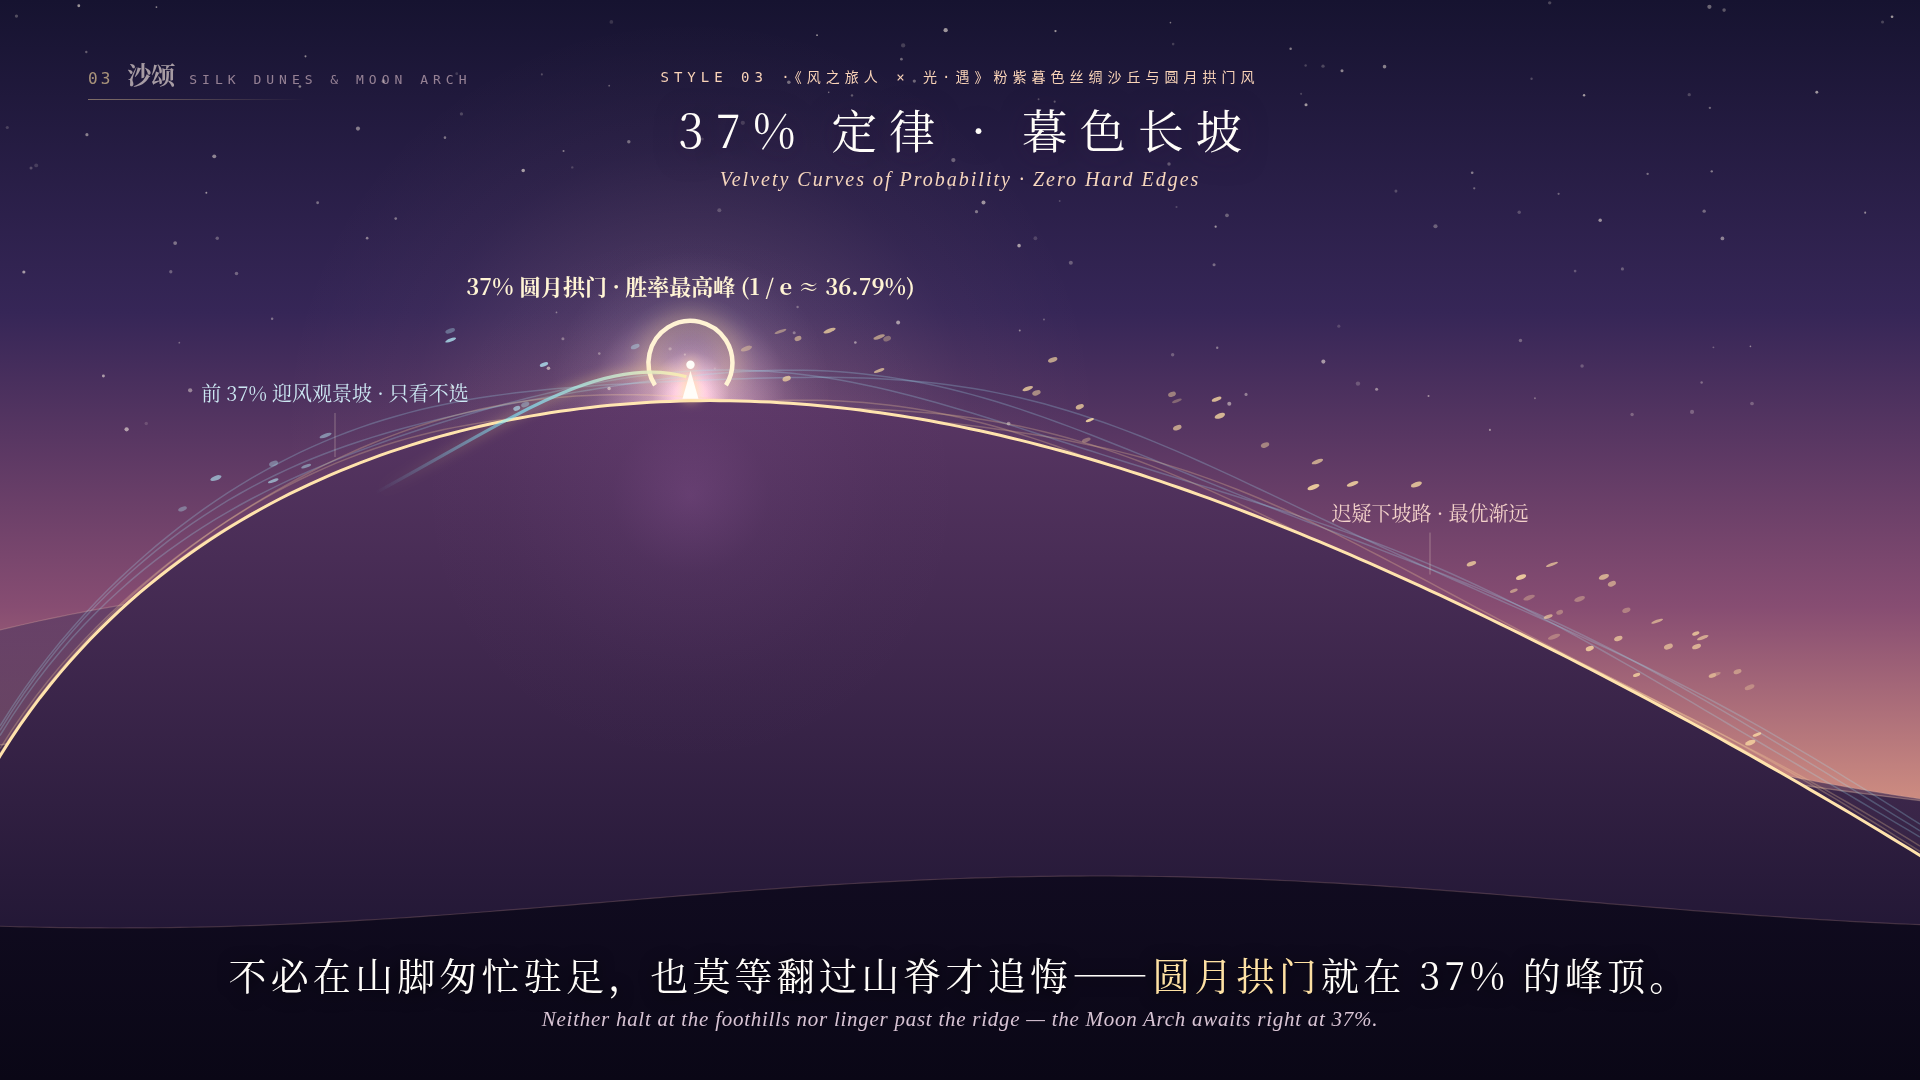 03 沙颂 SILK DUNES & MOON ARCH
STYLE 03 ·《风之旅人 × 光·遇》粉紫暮色丝绸沙丘与圆月拱门风
37% 定律 · 暮色长坡
Velvety Curves of Probability · Zero Hard Edges
37% 圆月拱门 · 胜率最高峰 (1 / e ≈ 36.79%)
前 37% 迎风观景坡 · 只看不选
迟疑下坡路 · 最优渐远
不必在山脚匆忙驻足，也莫等翻过山脊才追悔——圆月拱门就在 37% 的峰顶。
Neither halt at the foothills nor linger past the ridge — the Moon Arch awaits right at 37%.